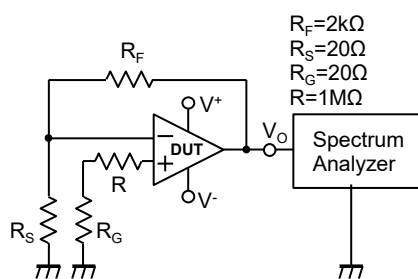 R_F=2kΩ
R_S=20Ω
R_G=20Ω
R=1MΩ
R_F
V⁺
V_O
−
DUT
+
R
V⁻
Spectrum
Analyzer
R_S
R_G